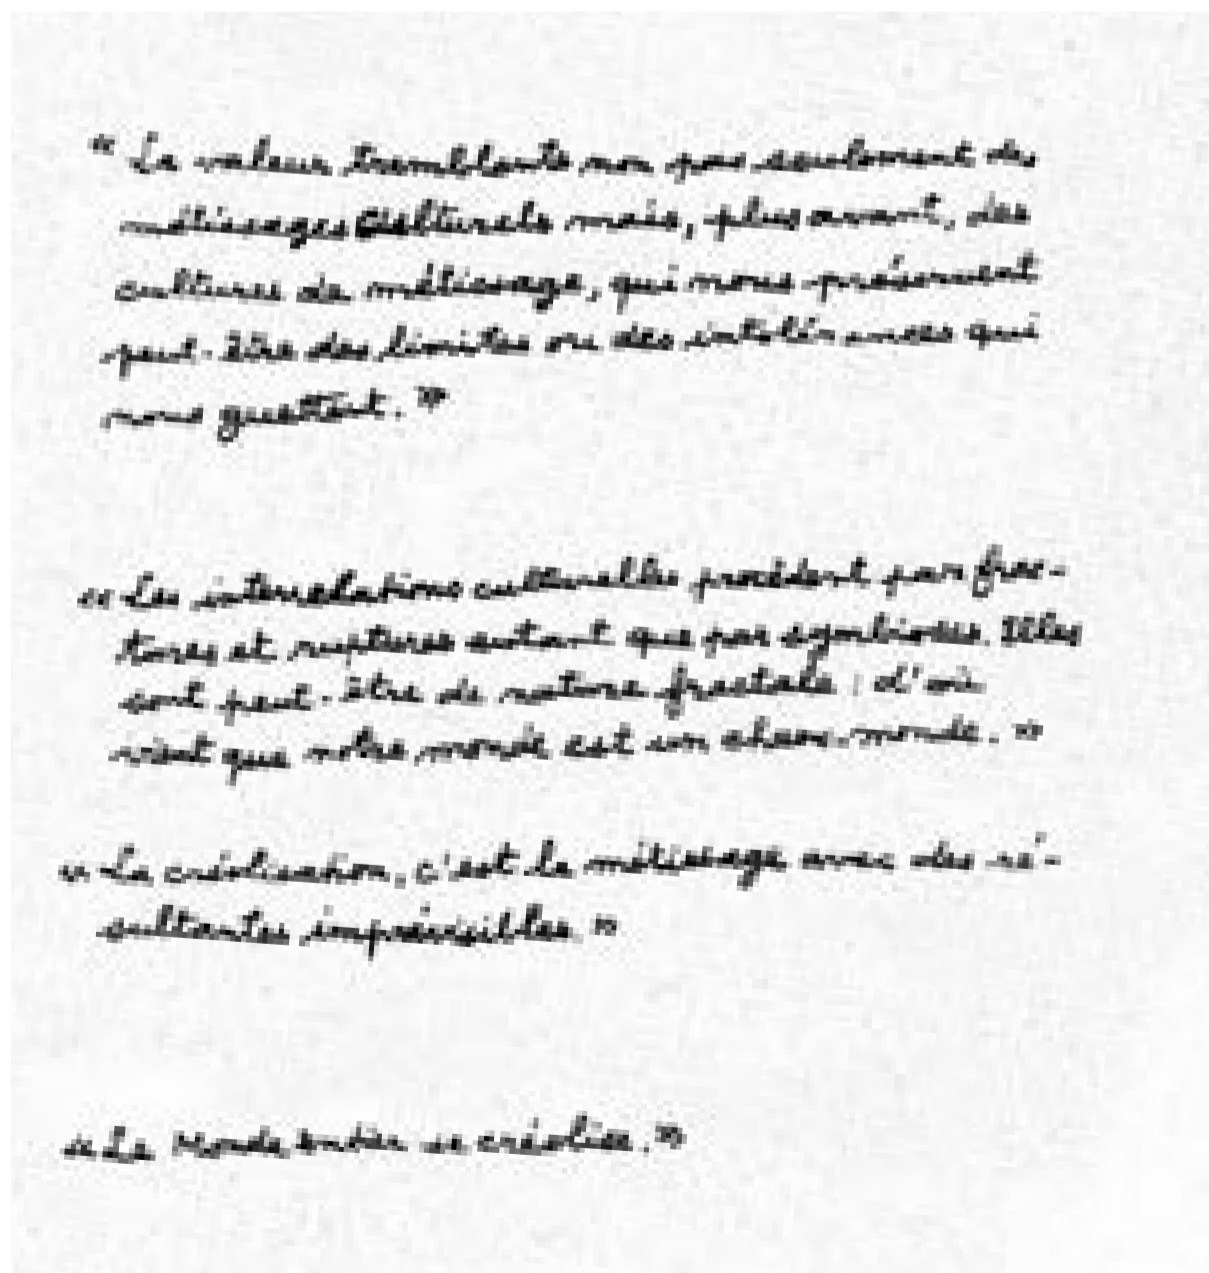 « La valeur tremblante non pas seulement des
métissages culturels mais, plus avant, des
cultures de métissage, qui nous préservent
peut-être des limites ou des intolérances qui
nous guettent. »
« Les interrelations culturelles procèdent par frac-
tures et ruptures autant que par symbioses. Elles
sont peut-être de nature fractale ; d'où
vient que notre monde est un chaos-monde. »
« La créolisation, c'est le métissage avec des ré-
sultantes imprévisibles. »
« Le Monde entier se créolise. »